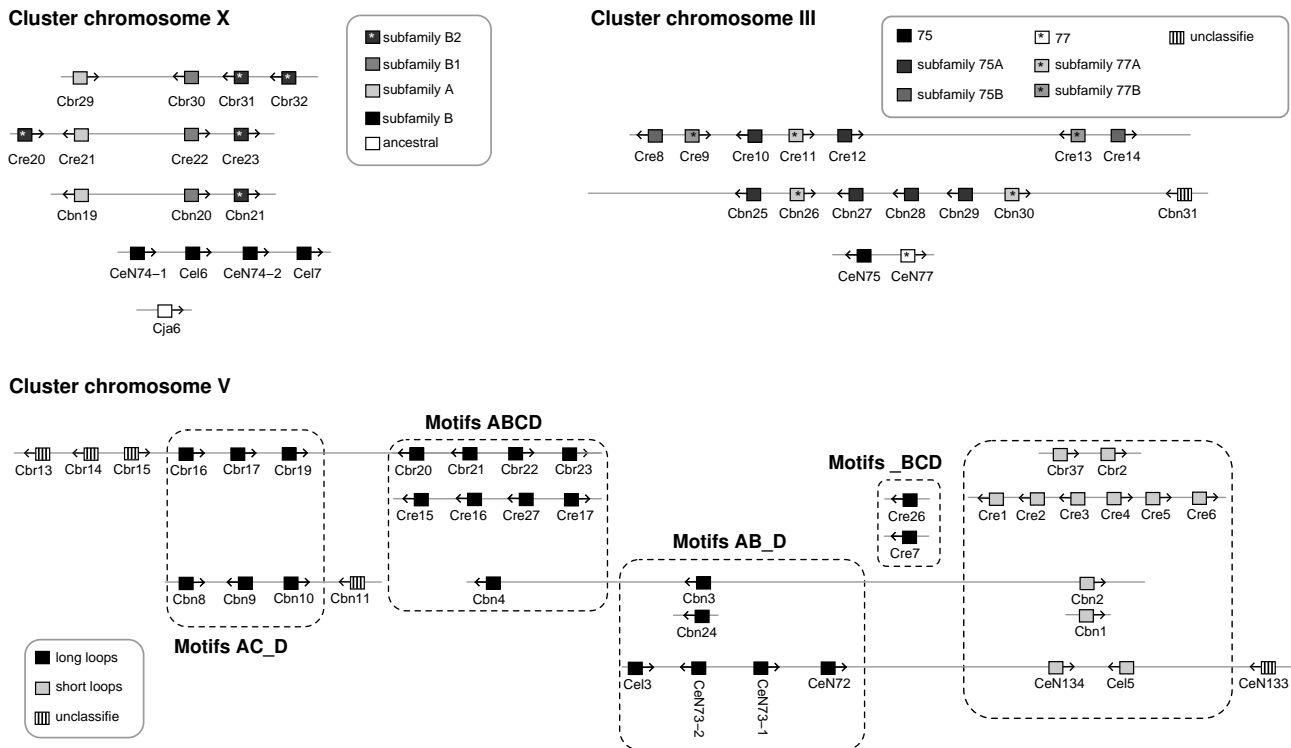 Cluster chromosome X
subfamily B2
subfamily B1
subfamily A
subfamily B
ancestral
Cbr29 Cbr30 Cbr31 Cbr32
Cre20 Cre21 Cre22 Cre23
Cbn19 Cbn20 Cbn21
CeN74–1 Cel6 CeN74–2 Cel7
Cja6
Cluster chromosome III
75 77 unclassifie
subfamily 75A subfamily 77A
subfamily 75B subfamily 77B
Cre8 Cre9 Cre10 Cre11 Cre12 Cre13 Cre14
Cbn25 Cbn26 Cbn27 Cbn28 Cbn29 Cbn30 Cbn31
CeN75 CeN77
Cluster chromosome V
Motifs ABCD
Cbr13 Cbr14 Cbr15 Cbr16 Cbr17 Cbr19 Cbr20 Cbr21 Cbr22 Cbr23 Cbr37 Cbr2
Motifs _BCD
Cre15 Cre16 Cre27 Cre17 Cre26 Cre1 Cre2 Cre3 Cre4 Cre5 Cre6
Cre7
Motifs AB_D
Cbn8 Cbn9 Cbn10 Cbn11 Cbn4 Cbn3 Cbn2
Cbn24 Cbn1
Motifs AC_D
Cel3 CeN73–2 CeN73–1 CeN72 CeN134 Cel5 CeN133
long loops
short loops
unclassifie